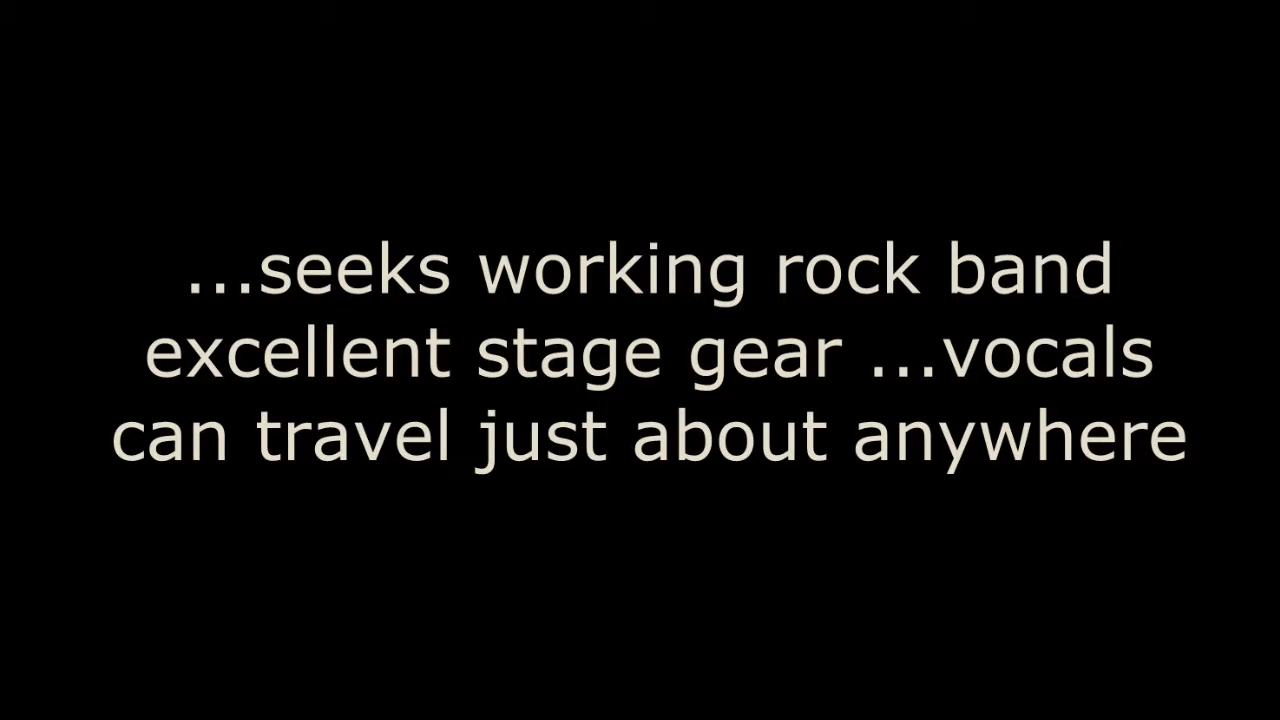 ...seeks working rock band
excellent stage gear ...vocals
can travel just about anywhere